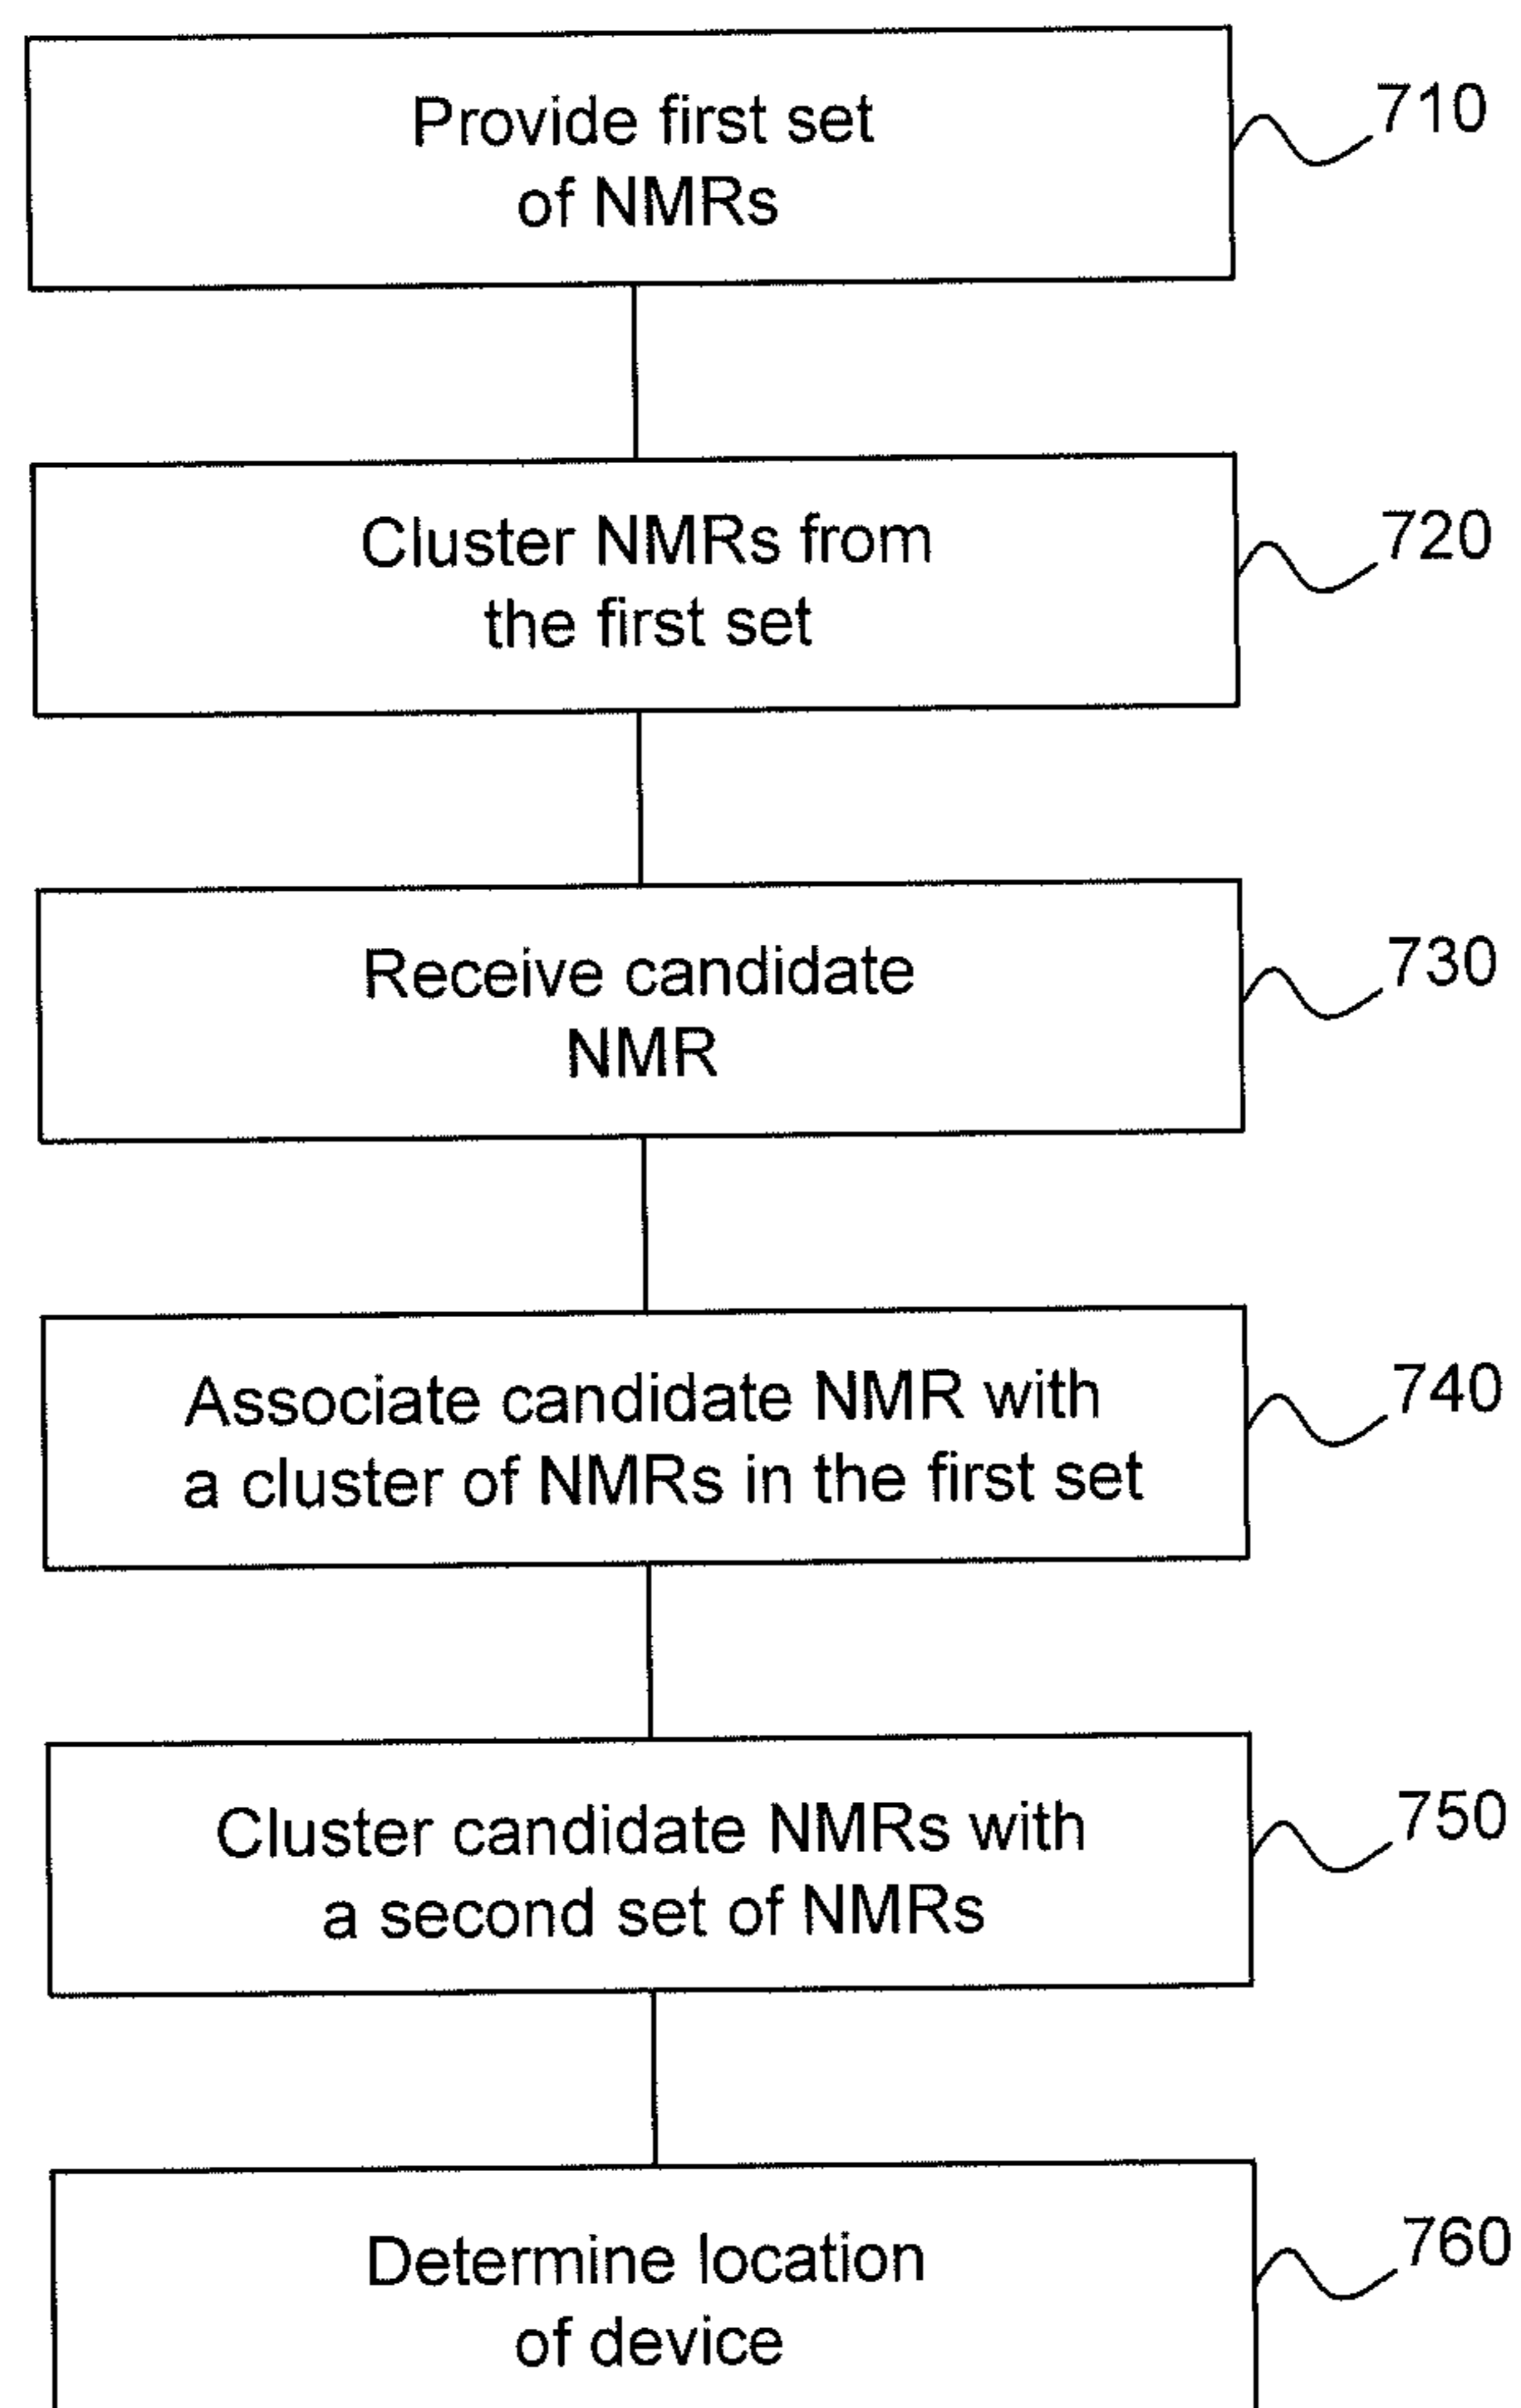 Provide first set
of NMRs
710
Cluster NMRs from
the first set
720
Receive candidate
NMR
730
Associate candidate NMR with
a cluster of NMRs in the first set
740
Cluster candidate NMRs with
a second set of NMRs
750
Determine location
of device
760